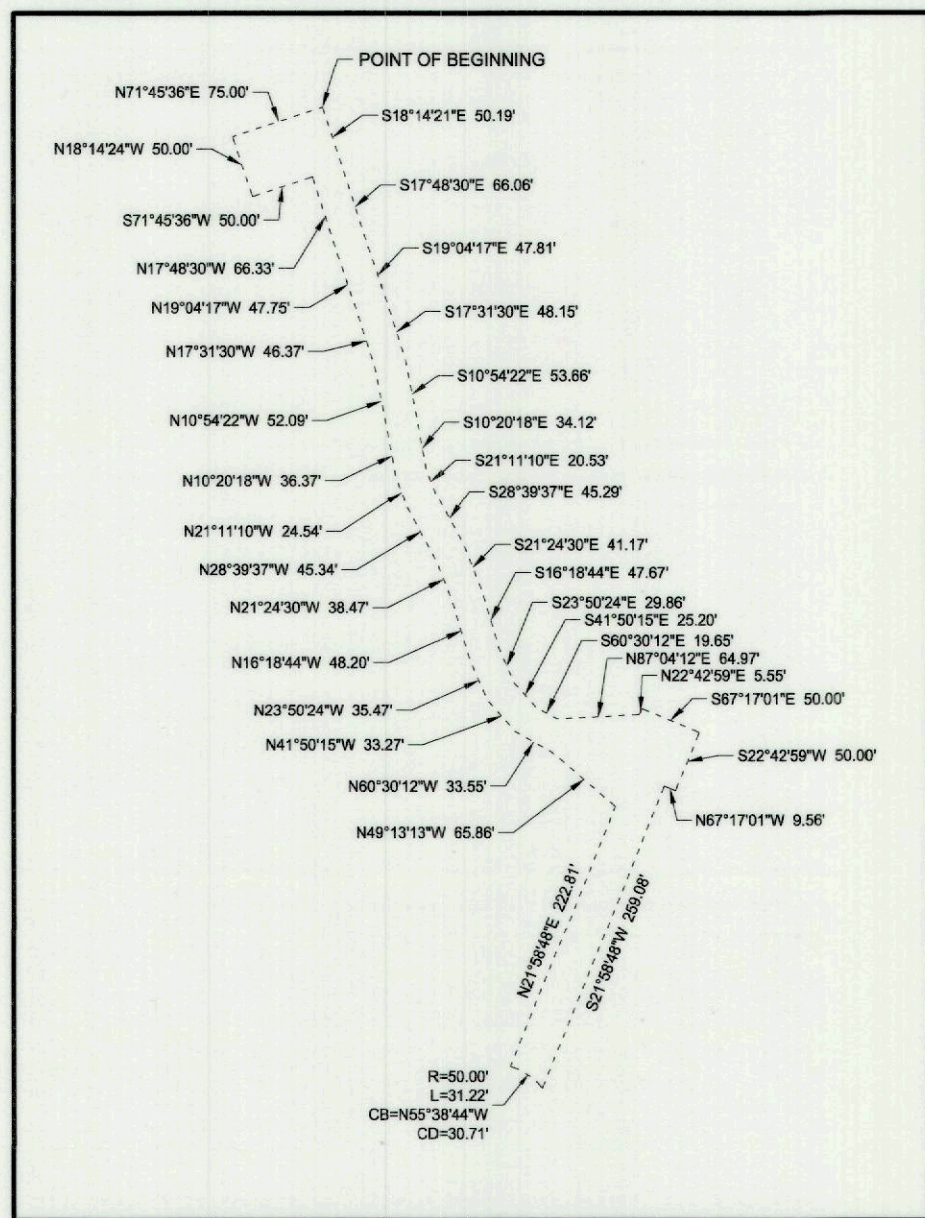 POINT OF BEGINNING
N71°45'36"E 75.00'
S18°14'21"E 50.19'
N18°14'24"W 50.00'
S17°48'30"E 66.06'
S71°45'36"W 50.00'
S19°04'17"E 47.81'
N17°48'30"W 66.33'
N19°04'17"W 47.75'
S17°31'30"E 48.15'
N17°31'30"W 46.37'
S10°54'22"E 53.66'
N10°54'22"W 52.09'
S10°20'18"E 34.12'
S21°11'10"E 20.53'
N10°20'18"W 36.37'
S28°39'37"E 45.29'
N21°11'10"W 24.54'
S21°24'30"E 41.17'
N28°39'37"W 45.34'
S16°18'44"E 47.67'
N21°24'30"W 38.47'
S23°50'24"E 29.86'
S41°50'15"E 25.20'
N16°18'44"W 48.20'
S60°30'12"E 19.65'
N87°04'12"E 64.97'
N22°42'59"E 5.55'
S67°17'01"E 50.00'
N23°50'24"W 35.47'
N41°50'15"W 33.27'
S22°42'59"W 50.00'
N60°30'12"W 33.55'
N67°17'01"W 9.56'
N49°13'13"W 65.86'
N21°58'48"E 222.81'
S21°58'48"W 259.08'
R=50.00'
L=31.22'
CB=N55°38'44"W
CD=30.71'